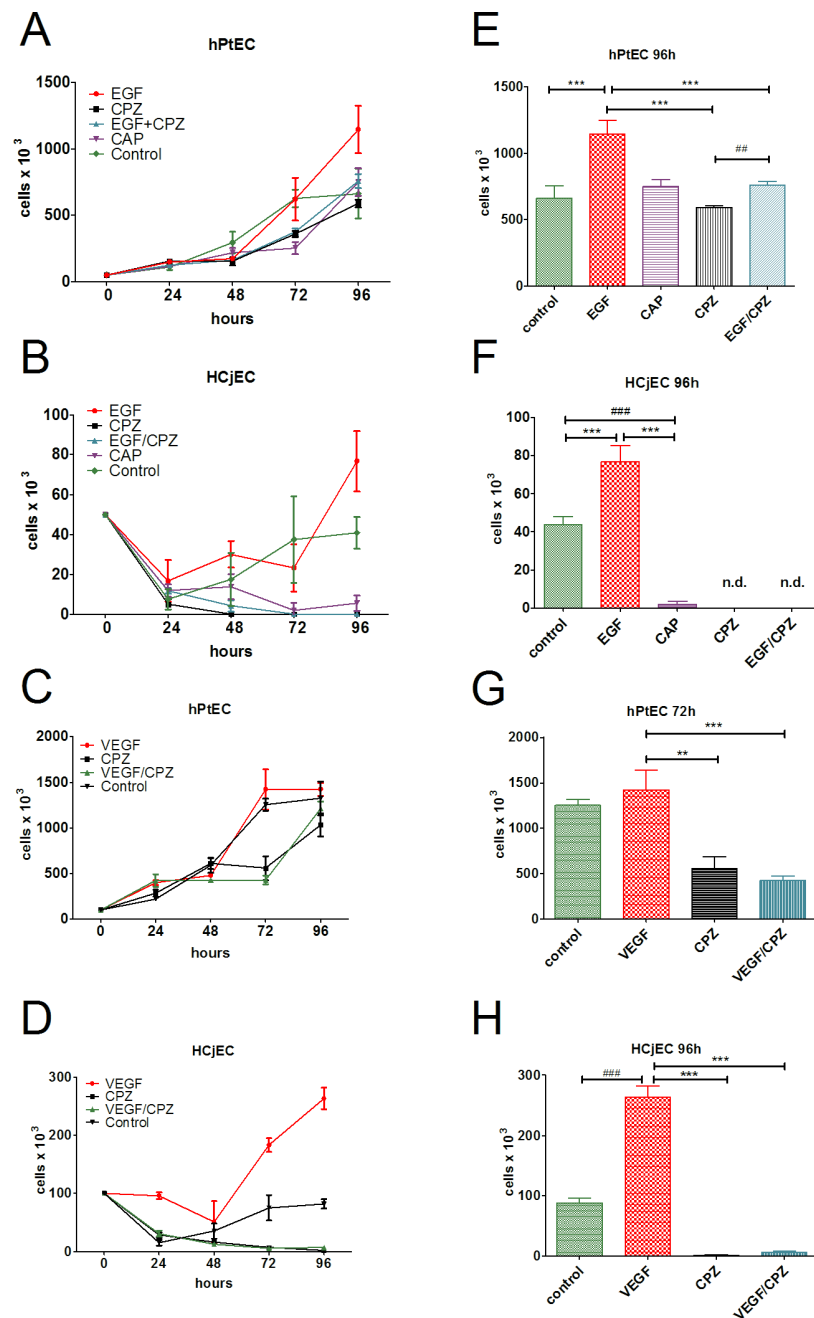 A
hPtEC
EGF
CPZ
EGF+CPZ
CAP
Control
cells x 10³
1500
1000
500
0
0 24 48 72 96
hours
E
hPtEC 96h
cells x 10³
1500
1000
500
0
*** ***
***
##
control EGF CAP CPZ EGF/CPZ
B
HCjEC
EGF
CPZ
EGF/CPZ
CAP
Control
cells x 10³
100
80
60
40
20
0
0 24 48 72 96
hours
F
HCjEC 96h
cells x 10³
100
80
60
40
20
0
###
*** ***
n.d. n.d.
control EGF CAP CPZ EGF/CPZ
C
hPtEC
VEGF
CPZ
VEGF/CPZ
Control
cells x 10³
2000
1500
1000
500
0
0 24 48 72 96
hours
G
hPtEC 72h
cells x 10³
2000
1500
1000
500
0
***
**
control VEGF CPZ VEGF/CPZ
D
HCjEC
VEGF
CPZ
VEGF/CPZ
Control
cells x 10³
300
200
100
0
0 24 48 72 96
hours
H
HCjEC 96h
cells x 10³
300
200
100
0
***
### ***
control VEGF CPZ VEGF/CPZ